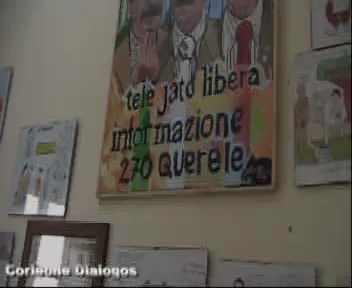 tele jato libera
informazione
270 Querele
Corleone Dialogos